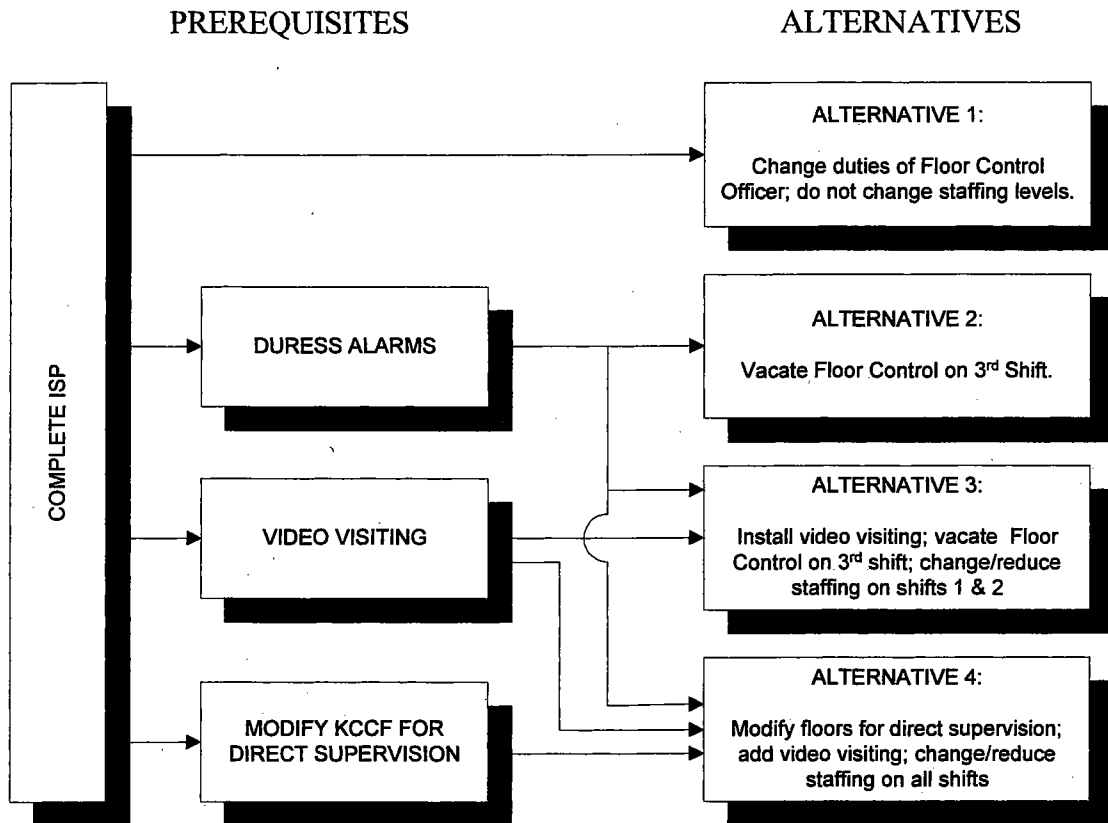 PREREQUISITES
ALTERNATIVES
COMPLETE ISP
ALTERNATIVE 1:
Change duties of Floor Control
Officer; do not change staffing levels.
DURESS ALARMS
ALTERNATIVE 2:
Vacate Floor Control on 3rd Shift.
VIDEO VISITING
ALTERNATIVE 3:
Install video visiting; vacate Floor
Control on 3rd shift; change/reduce
staffing on shifts 1 & 2
MODIFY KCCF FOR
DIRECT SUPERVISION
ALTERNATIVE 4:
Modify floors for direct supervision;
add video visiting; change/reduce
staffing on all shifts